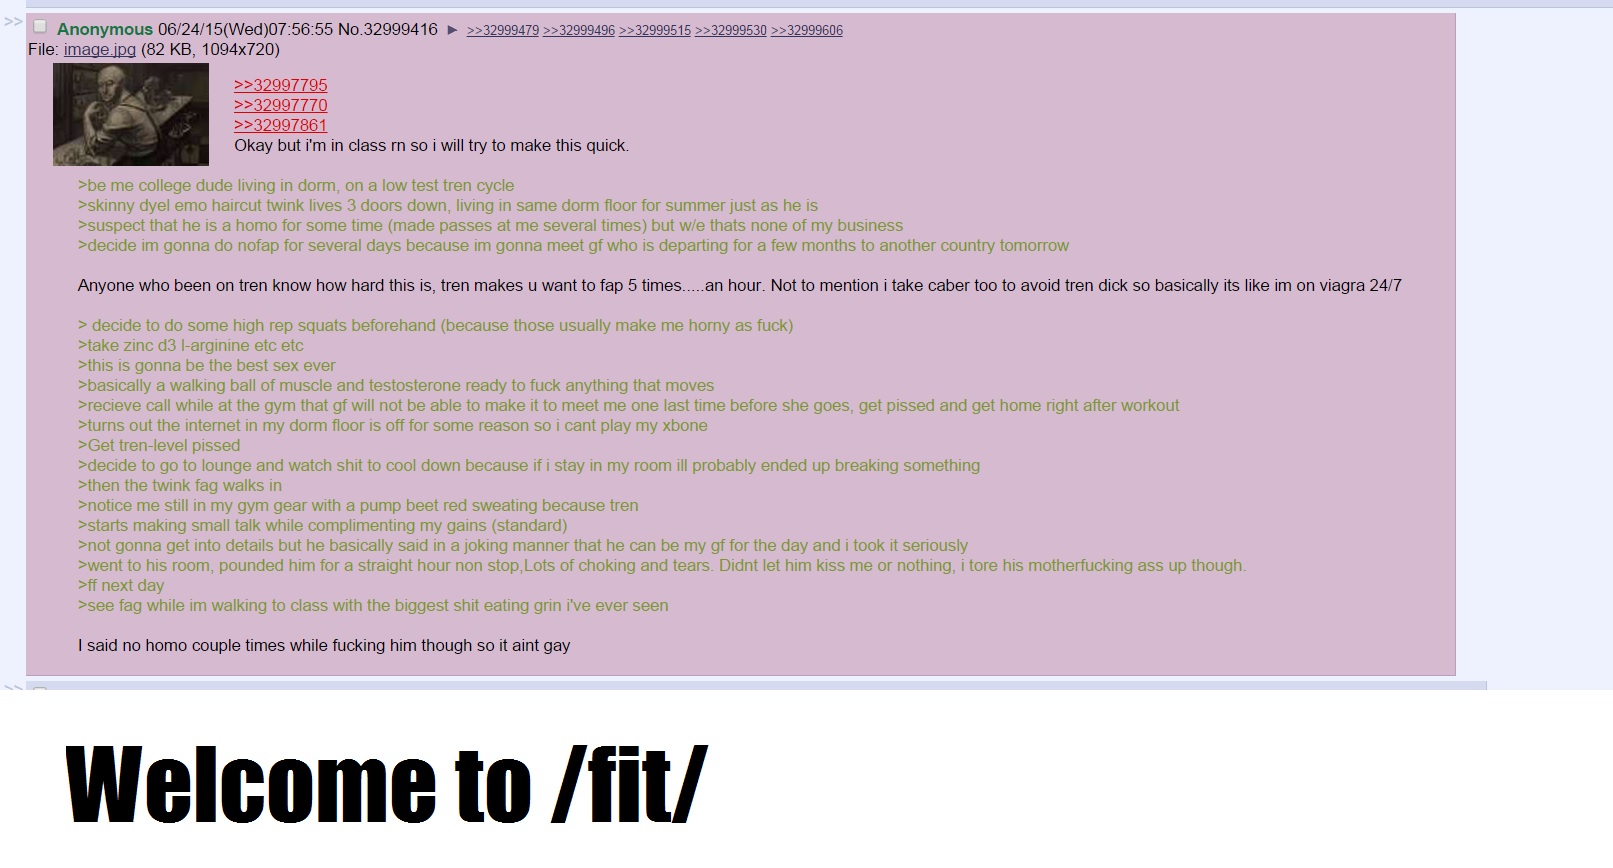 >>
Anonymous 06/24/15(Wed)07:56:55 No.32999416 ► >>32999479 >>32999496 >>32999515 >>32999530 >>32999606
File: image.jpg (82 KB, 1094x720)
>>32997795
>>32997770
>>32997861
Okay but i'm in class rn so i will try to make this quick.
>be me college dude living in dorm, on a low test tren cycle
>skinny dyel emo haircut twink lives 3 doors down, living in same dorm floor for summer just as he is
>suspect that he is a homo for some time (made passes at me several times) but w/e thats none of my business
>decide im gonna do nofap for several days because im gonna meet gf who is departing for a few months to another country tomorrow
Anyone who been on tren know how hard this is, tren makes u want to fap 5 times.....an hour. Not to mention i take caber too to avoid tren dick so basically its like im on viagra 24/7
> decide to do some high rep squats beforehand (because those usually make me horny as fuck)
>take zinc d3 l-arginine etc etc
>this is gonna be the best sex ever
>basically a walking ball of muscle and testosterone ready to fuck anything that moves
>recieve call while at the gym that gf will not be able to make it to meet me one last time before she goes, get pissed and get home right after workout
>turns out the internet in my dorm floor is off for some reason so i cant play my xbone
>Get tren-level pissed
>decide to go to lounge and watch shit to cool down because if i stay in my room ill probably ended up breaking something
>then the twink fag walks in
>notice me still in my gym gear with a pump beet red sweating because tren
>starts making small talk while complimenting my gains (standard)
>not gonna get into details but he basically said in a joking manner that he can be my gf for the day and i took it seriously
>went to his room, pounded him for a straight hour non stop,Lots of choking and tears. Didnt let him kiss me or nothing, i tore his motherfucking ass up though.
>ff next day
>see fag while im walking to class with the biggest shit eating grin i've ever seen
I said no homo couple times while fucking him though so it aint gay
>>
Welcome to /fit/